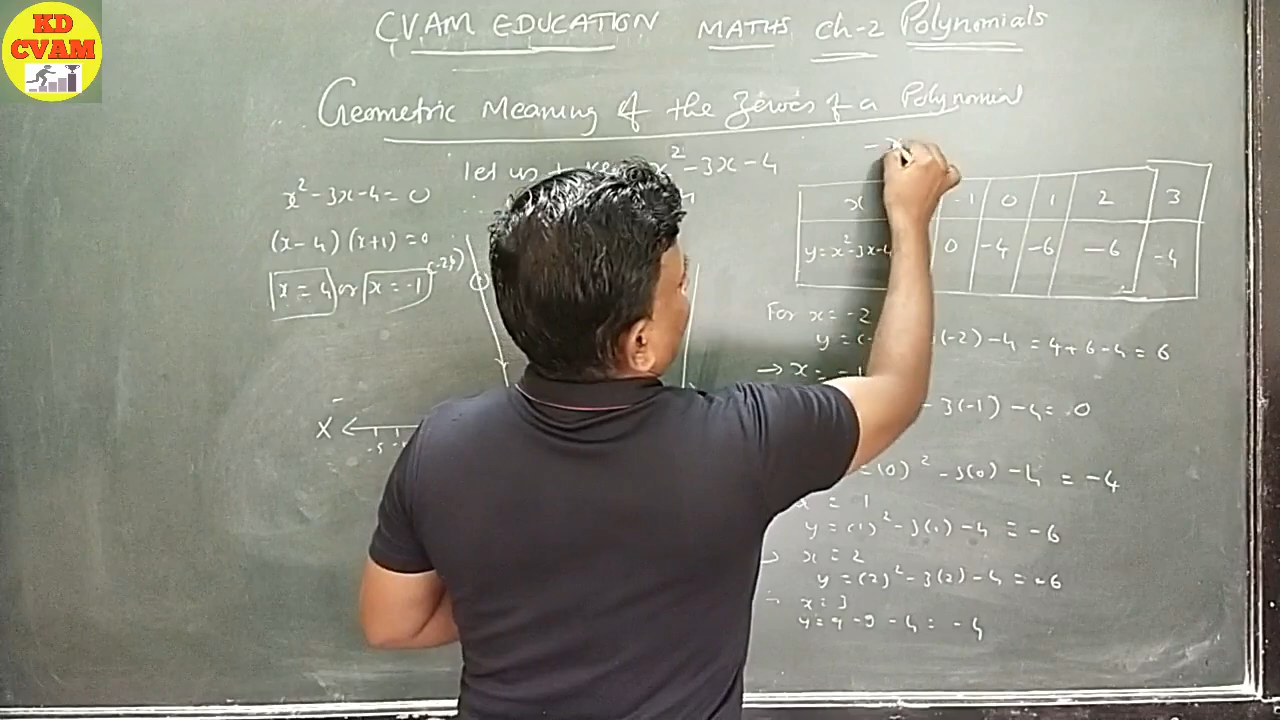 KD
CVAM
CVAM EDUCATION MATHS ch-2 Polynomials
Geometric Meaning of the Zeroes of a Polynomial
let us x² - 3x - 4
x² - 3x - 4 = 0
(x - 4) (x + 1) = 0
x = 4 or x = -1
- x
x -1 0 1 2 3
y = x² - 3x - 4 0 -4 -6 -6 -4
For x = -2
y = (-2) - 4 = 4 + 6 - 4 = 6
→ x = -1
- 3(-1) - 4 = 0
= (0)² - 3(0) - 4 = -4
= 1
y = (1)² - 3(1) - 4 = -6
x = 2
y = (2)² - 3(2) - 4 = -6
x = 3
y = 9 - 9 - 4 = -4
X
-5